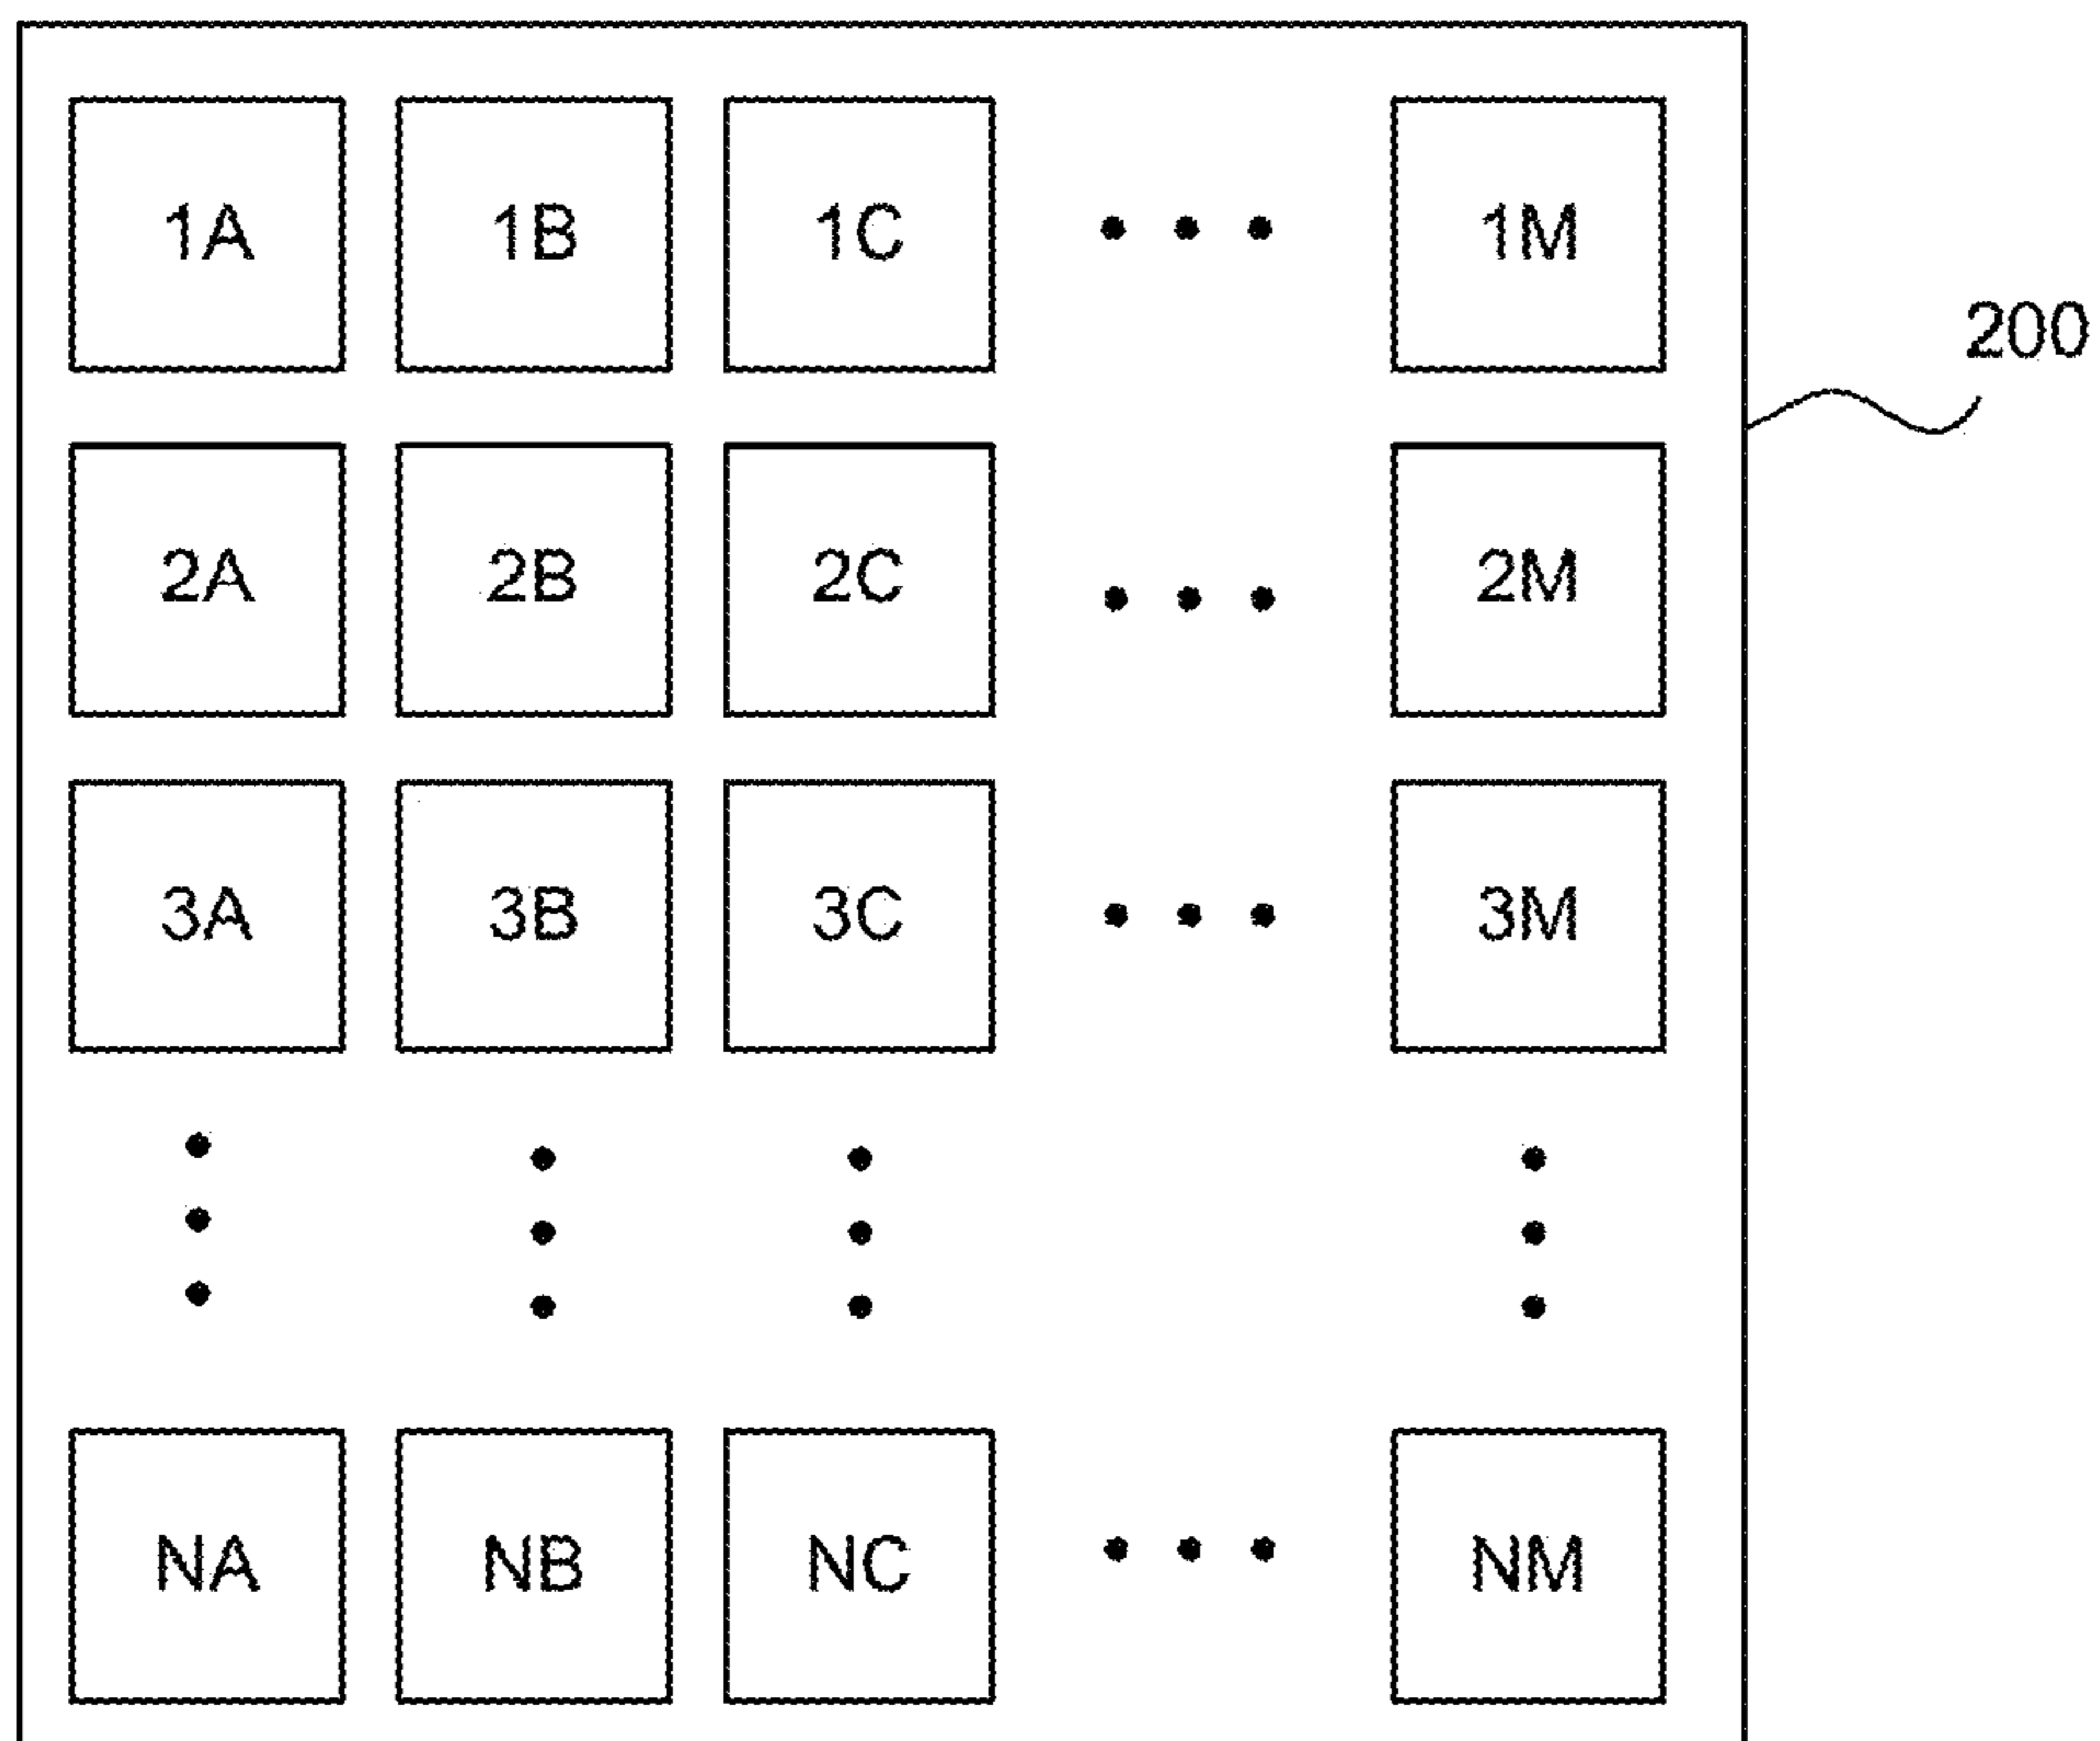 1A 1B 1C • • • 1M
200
2A 2B 2C • • • 2M
3A 3B 3C • • • 3M
NA NB NC • • • NM